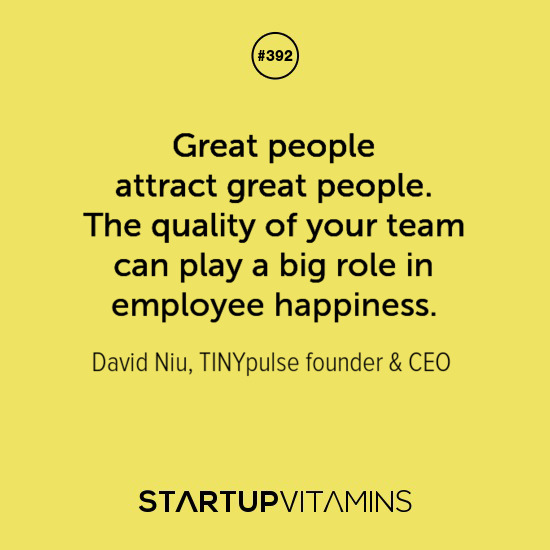 #392
Great people
attract great people.
The quality of your team
can play a big role in
employee happiness.
David Niu, TINYpulse founder & CEO
STARTUPVITAMINS